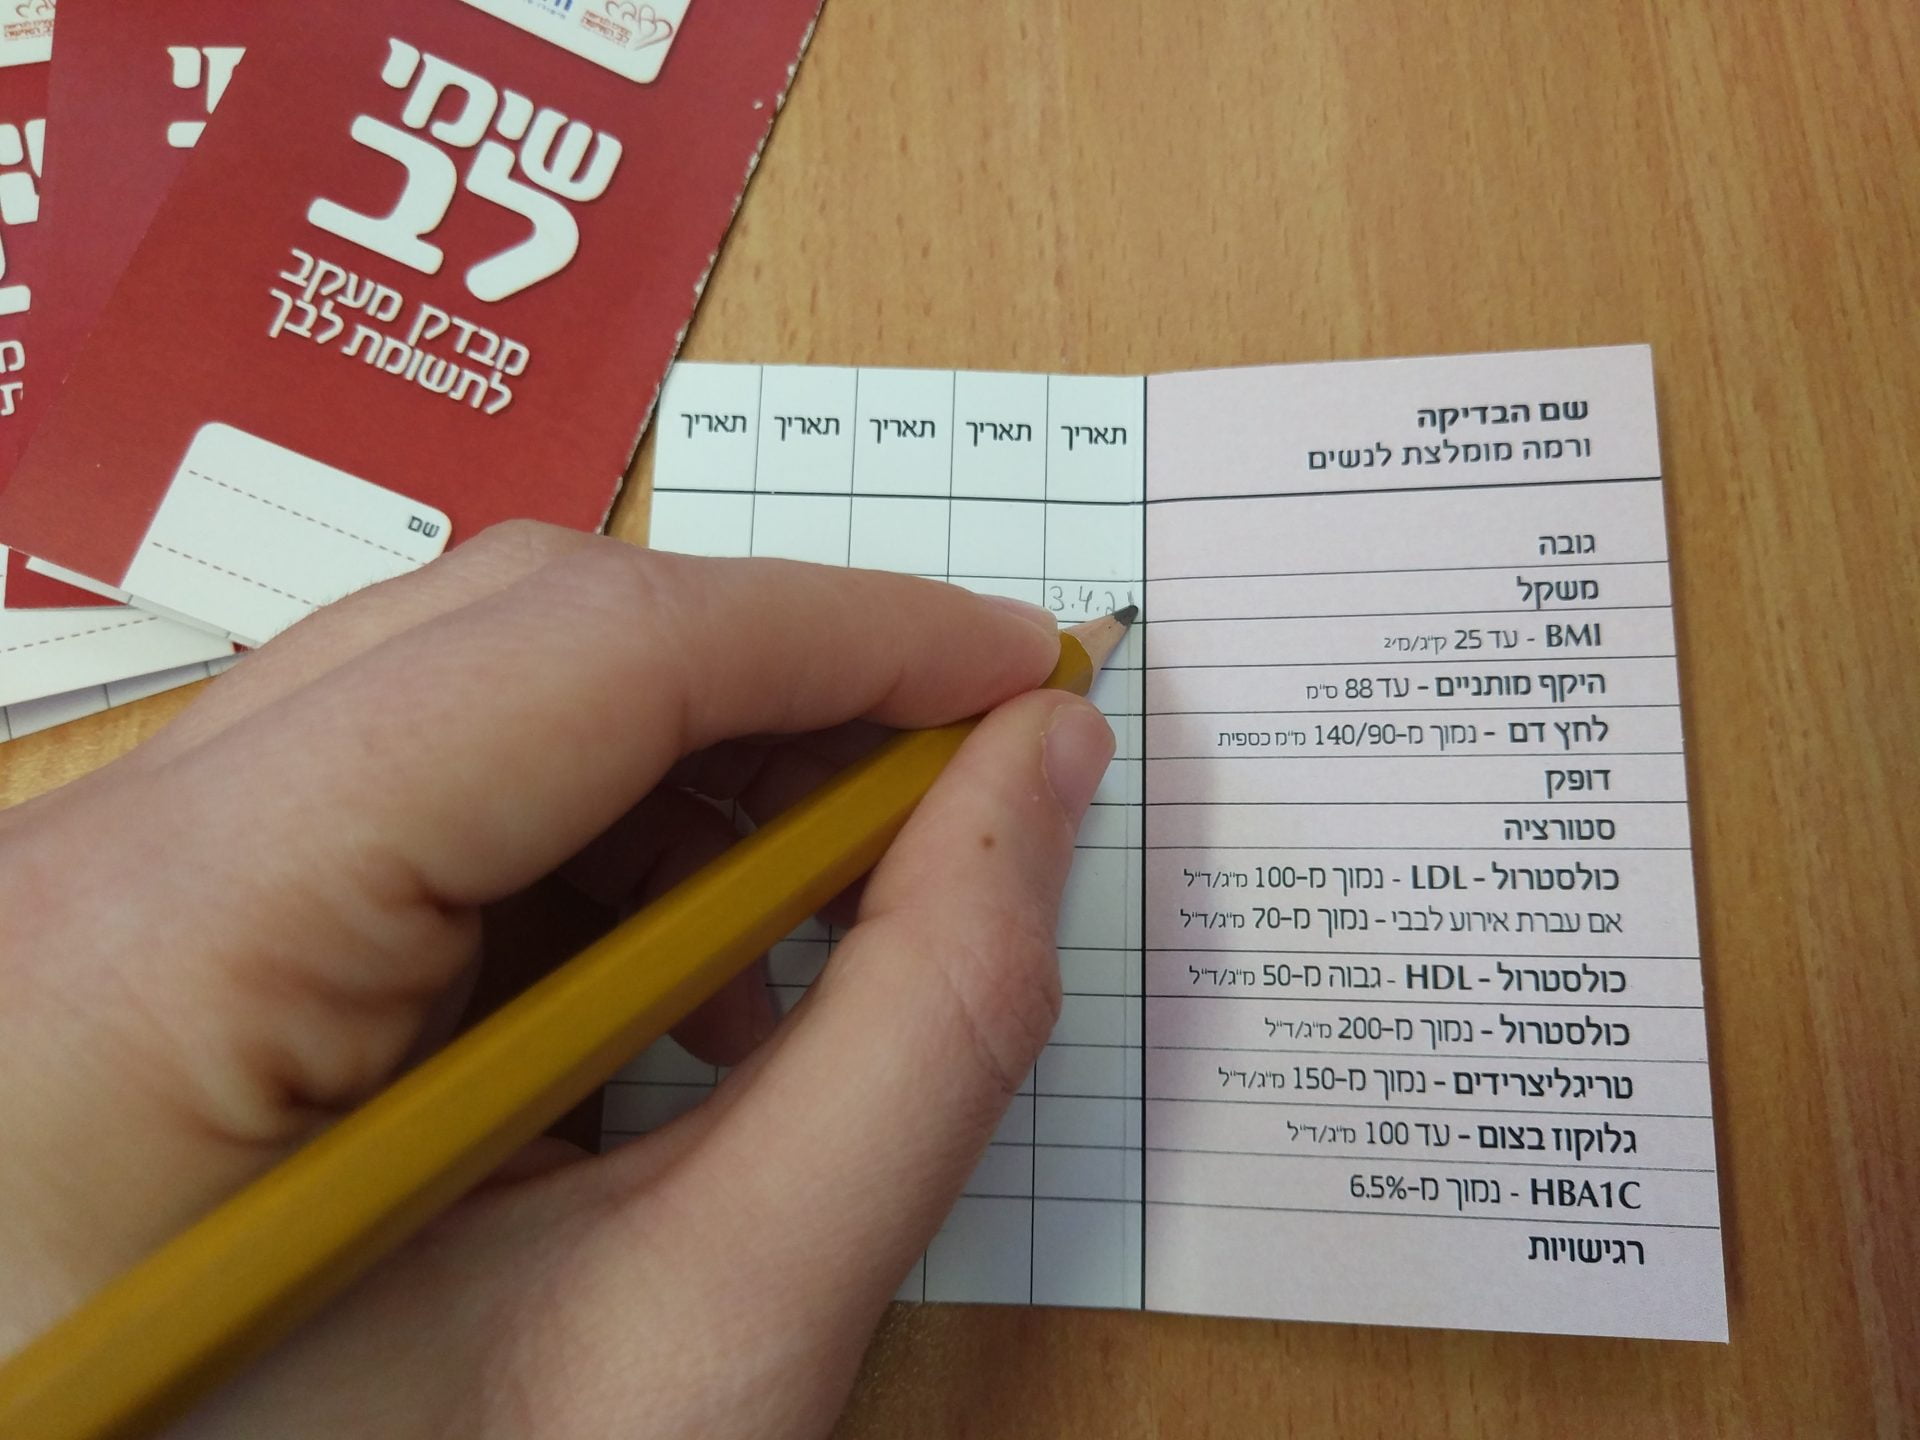 שימי
לב
מבדק מעקב
לתשומת לבך
שם
שם הבדיקה
ורמה מומלצת לנשים
תאריך תאריך תאריך תאריך תאריך
גובה
משקל
3.4.2
BMI - עד 25 ק"ג/מ'²
היקף מותניים - עד 88 ס"מ
לחץ דם - נמוך מ-140/90 מ"מ כספית
דופק
סטורציה
כולסטרול - LDL - נמוך מ-100 מ"ג/ד"ל
אם עברת אירוע לבבי - נמוך מ-70 מ"ג/ד"ל
כולסטרול - HDL - גבוה מ-50 מ"ג/ד"ל
כולסטרול - נמוך מ-200 מ"ג/ד"ל
טריגליצרידים - נמוך מ-150 מ"ג/ד"ל
גלוקוז בצום - עד 100 מ"ג/ד"ל
HBA1C - נמוך מ-6.5%
רגישויות